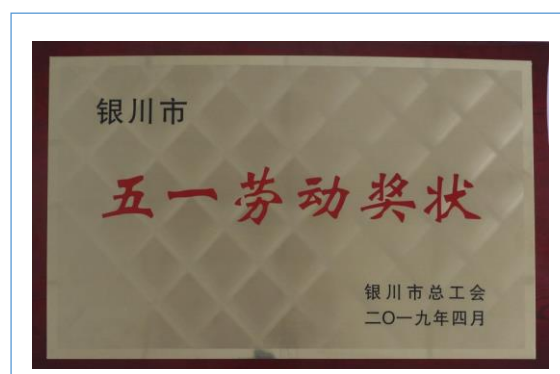 银川市
五一劳动奖状
银川市总工会
二〇一九年四月